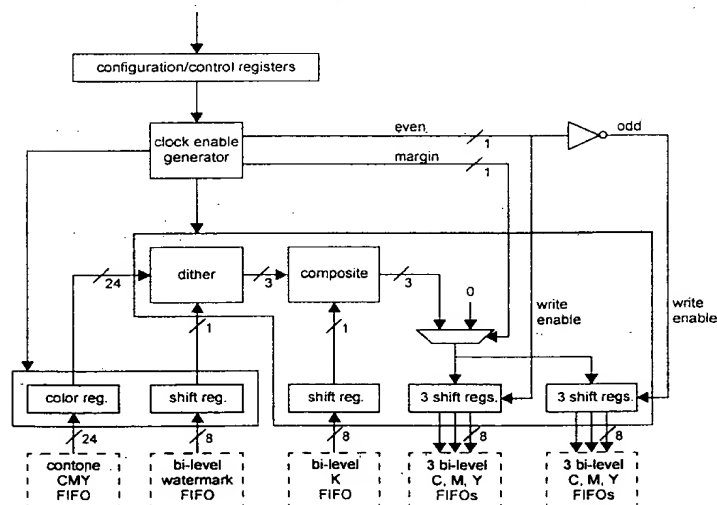 configuration/control registers
even
odd
1
clock enable
generator
margin
1
dither
composite
24
3
3
0
write
enable
write
enable
1
1
color reg.
shift reg.
shift reg.
3 shift regs.
3 shift regs.
24
8
8
8
8
contone
CMY
FIFO
bi-level
watermark
FIFO
bi-level
K
FIFO
3 bi-level
C, M, Y
FIFOs
3 bi-level
C, M, Y
FIFOs